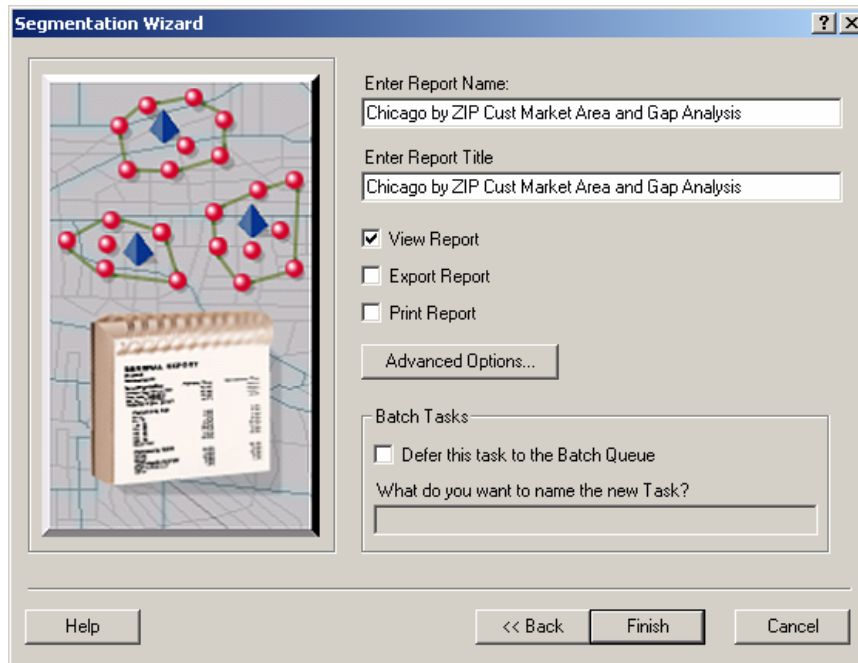 Segmentation Wizard
Enter Report Name:
Chicago by ZIP Cust Market Area and Gap Analysis
Enter Report Title
Chicago by ZIP Cust Market Area and Gap Analysis
View Report
Export Report
Print Report
Advanced Options...
Batch Tasks
Defer this task to the Batch Queue
What do you want to name the new Task?
Help
<< Back
Finish
Cancel